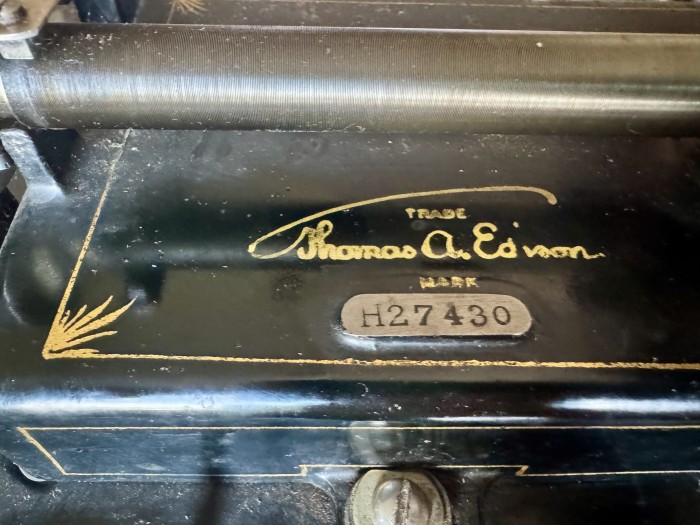 TRADE
Thomas A. Edison
MARK
H27430